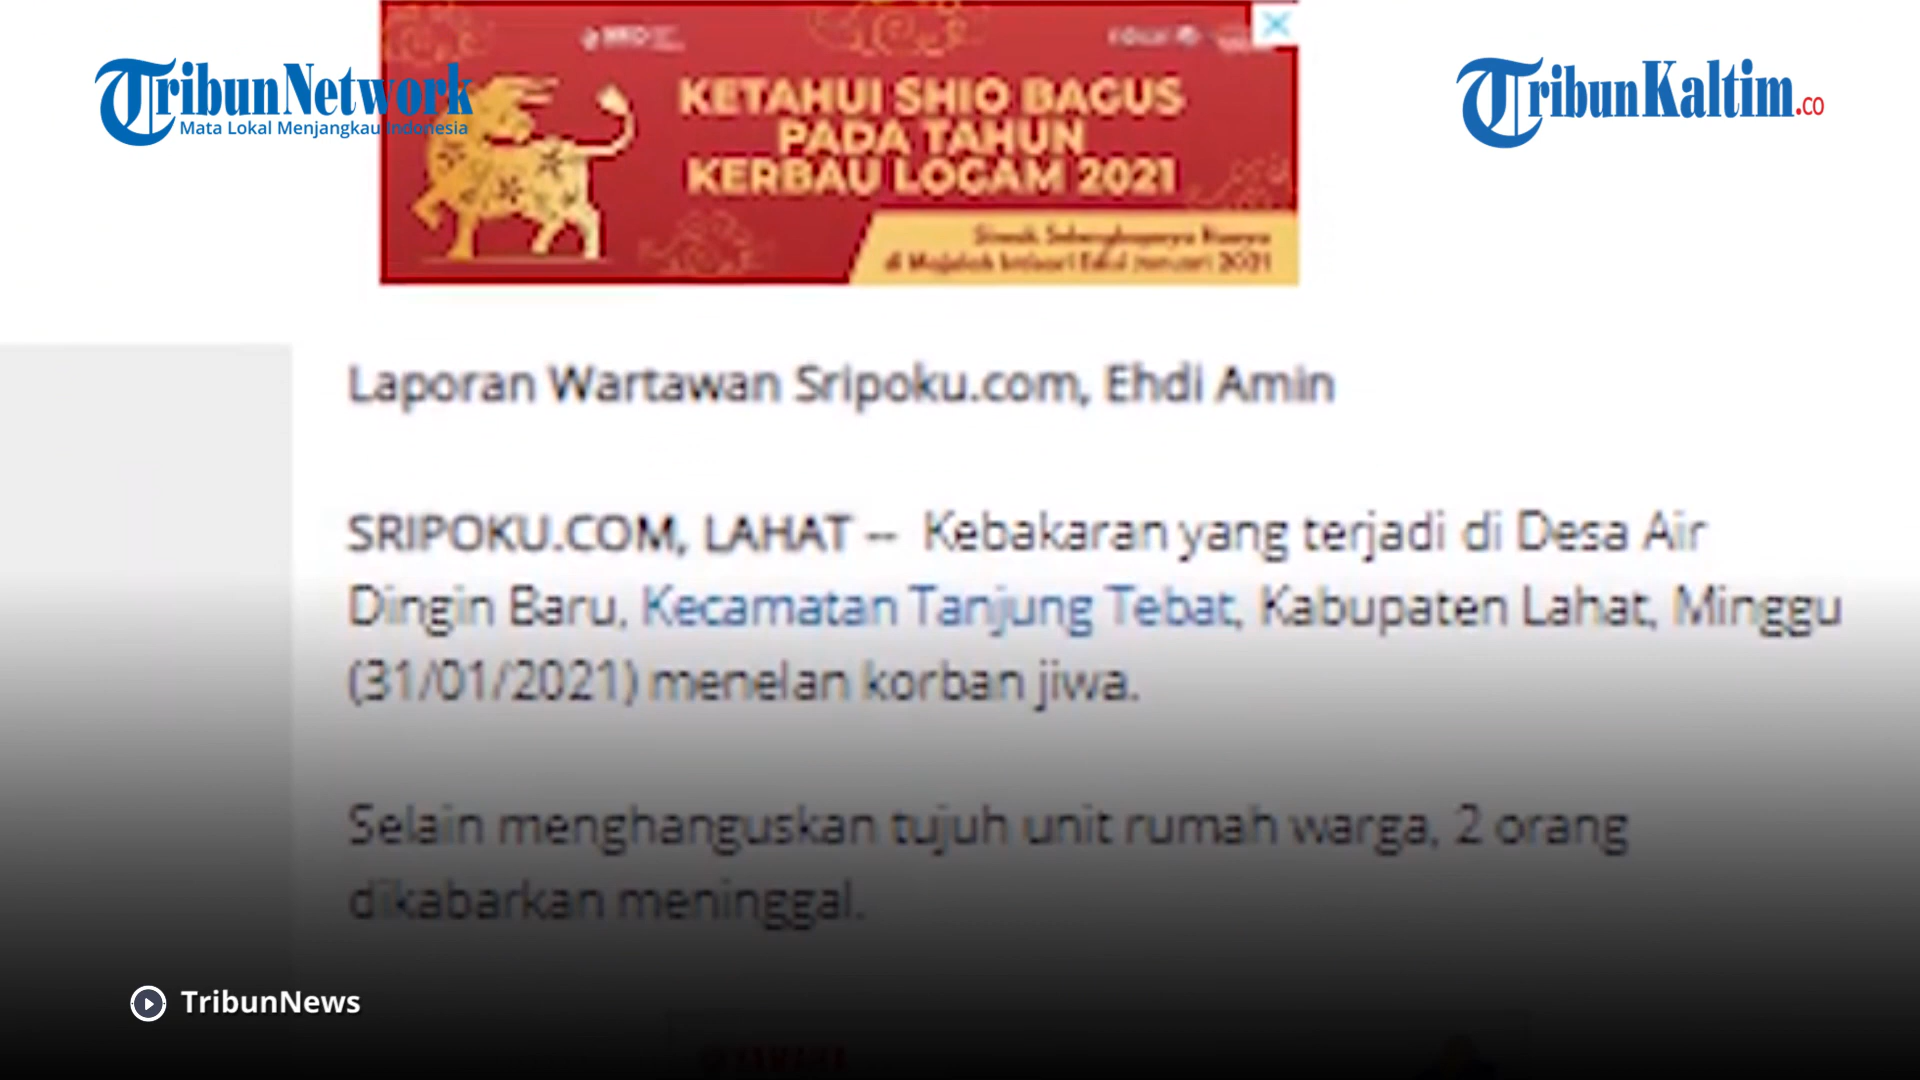 TribunNetwork
Mata Lokal Menjangkau Indonesia
TribunKaltim.co
KETAHUI SHIO BAGUS
PADA TAHUN
KERBAU LOGAM 2021
2021
Laporan Wartawan Sripoku.com, Ehdi Amin
SRIPOKU.COM, LAHAT -- Kebakaran yang terjadi di Desa Air
Dingin Baru, Kecamatan Tanjung Tebat, Kabupaten Lahat, Minggu
(31/01/2021) menelan korban jiwa.
Selain menghanguskan tujuh unit rumah warga, 2 orang
dikabarkan meninggal.
TribunNews